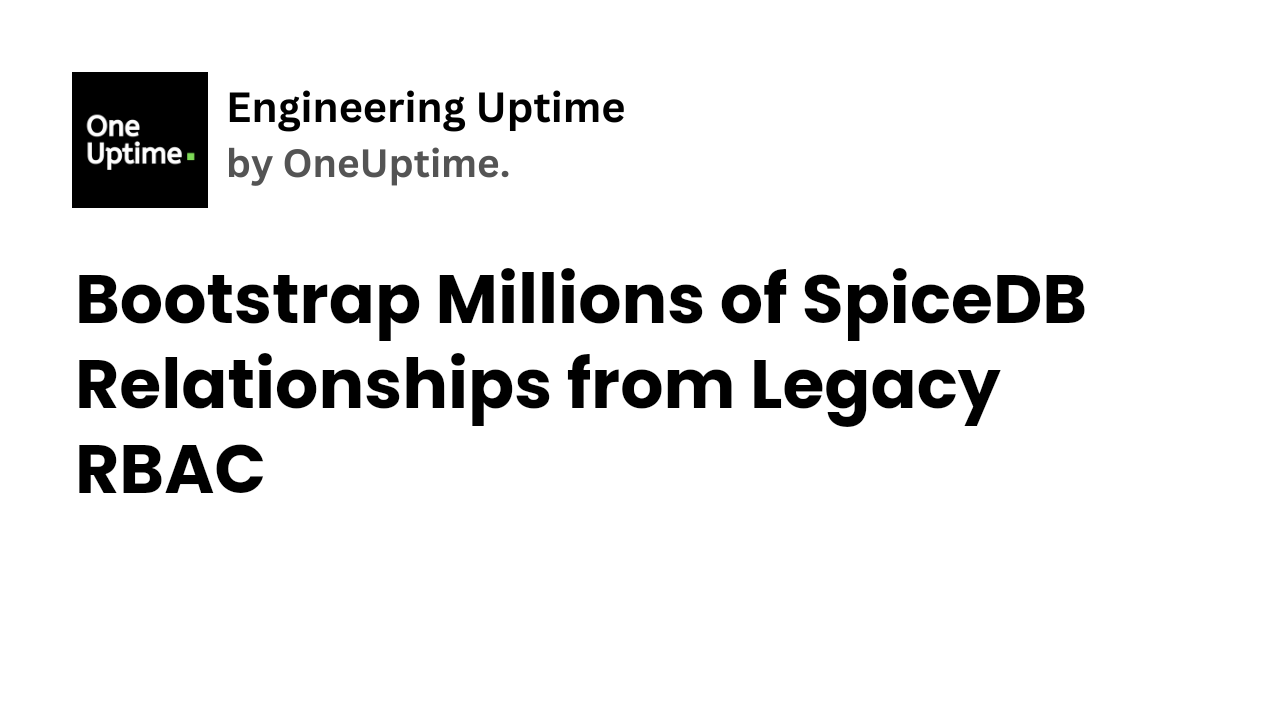 One
Uptime
Engineering Uptime
by OneUptime.
Bootstrap Millions of SpiceDB
Relationships from Legacy
RBAC